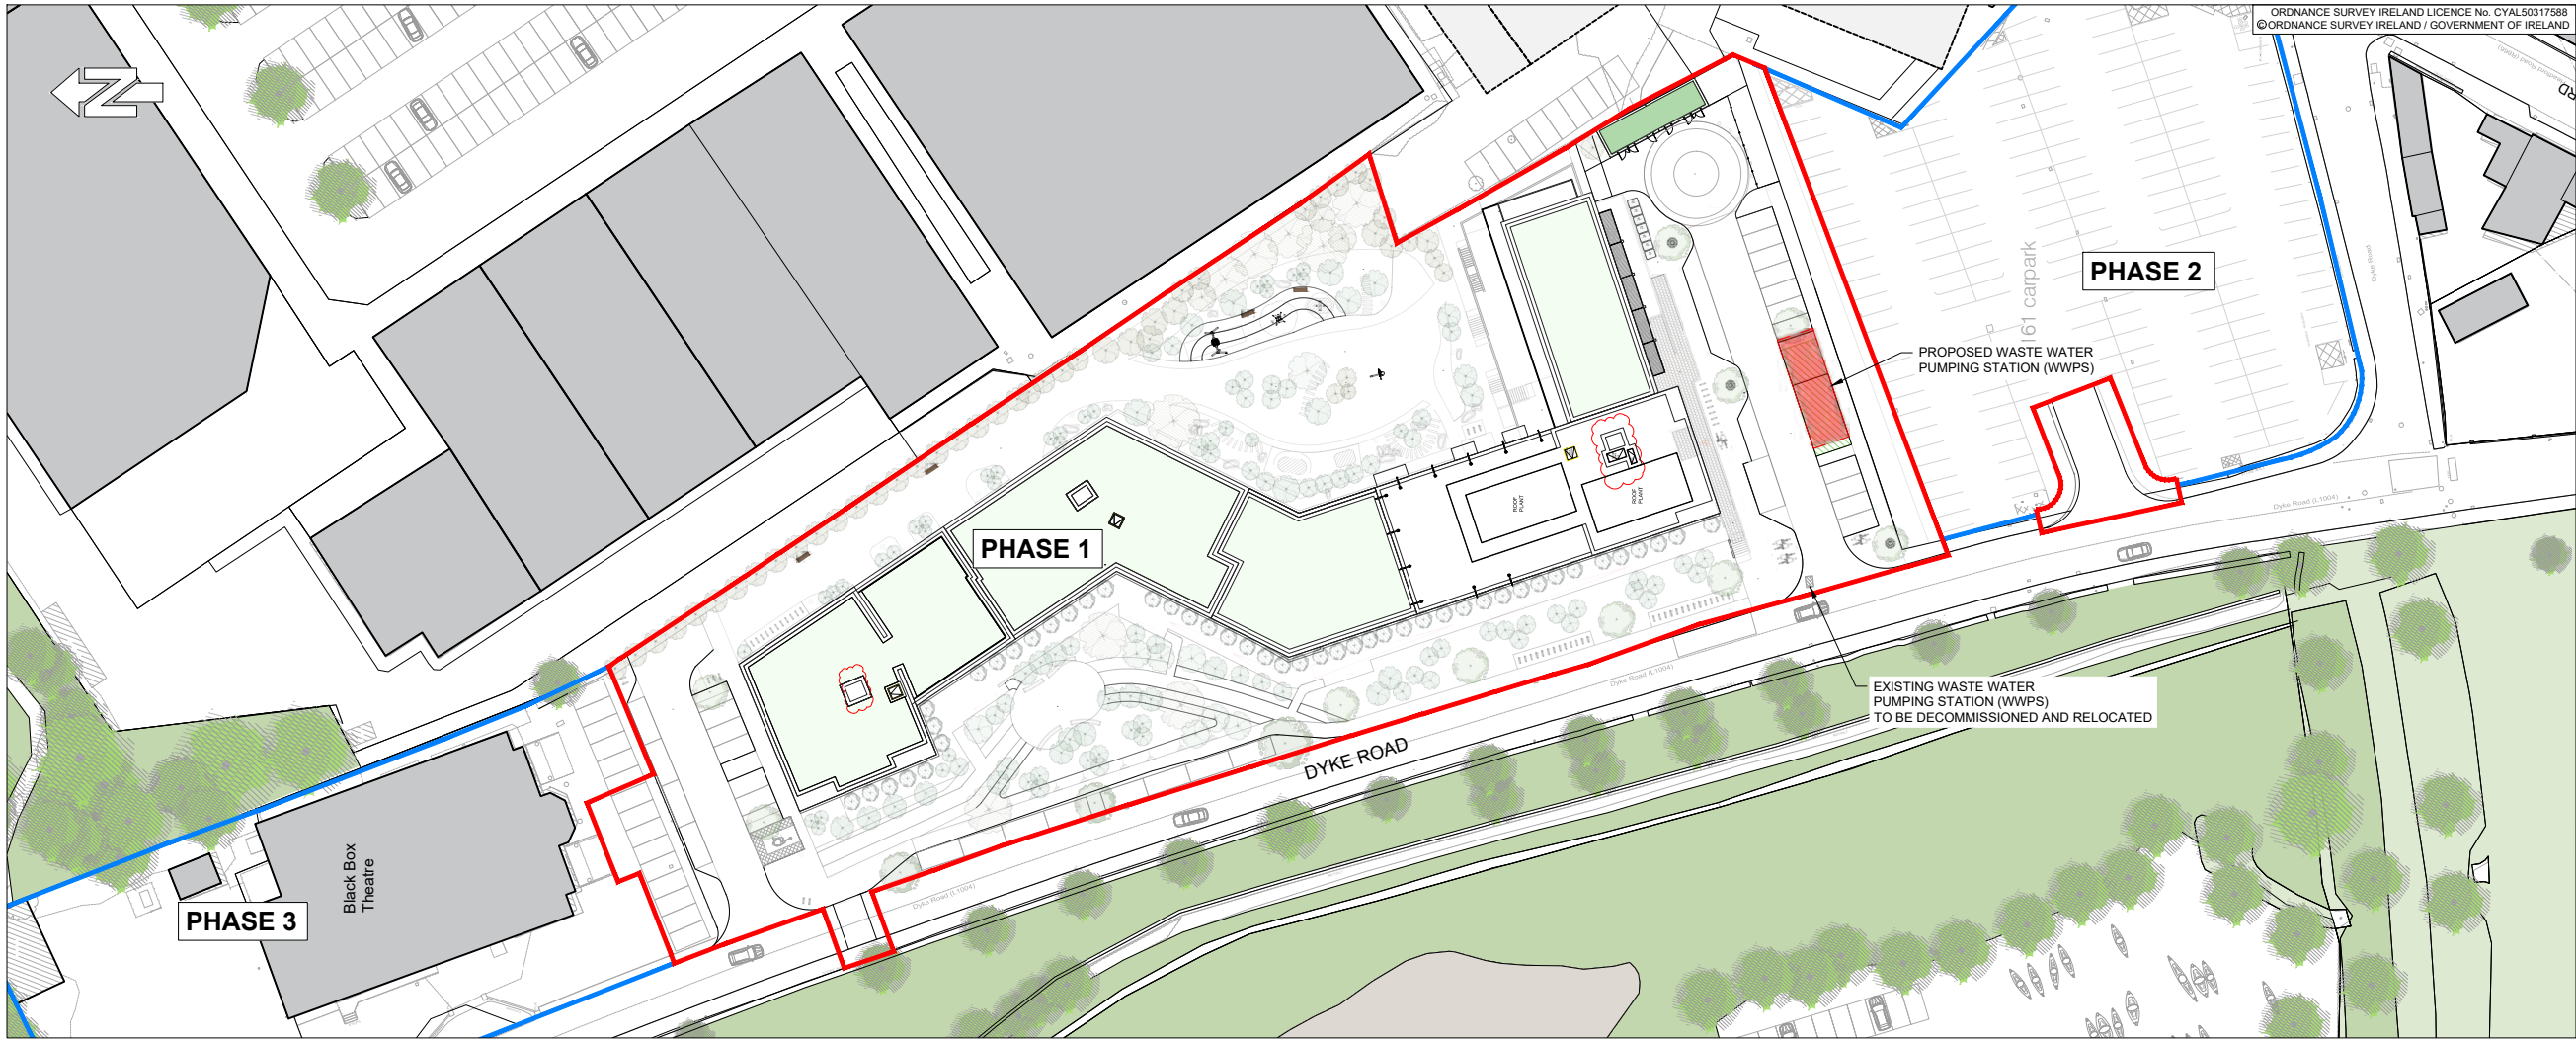 ORDNANCE SURVEY IRELAND LICENCE No. CYAL50317588
© ORDNANCE SURVEY IRELAND / GOVERNMENT OF IRELAND
N
PHASE 2
161 carpark
Dyke Road
PROPOSED WASTE WATER
PUMPING STATION (WWPS)
ROOF
PLANT
ROOF
PLANT
Dyke Road (L1004)
PHASE 1
EXISTING WASTE WATER
PUMPING STATION (WWPS)
TO BE DECOMMISSIONED AND RELOCATED
Dyke Road (L1004)
DYKE ROAD
Dyke Road (L1004)
Black Box
Theatre
PHASE 3